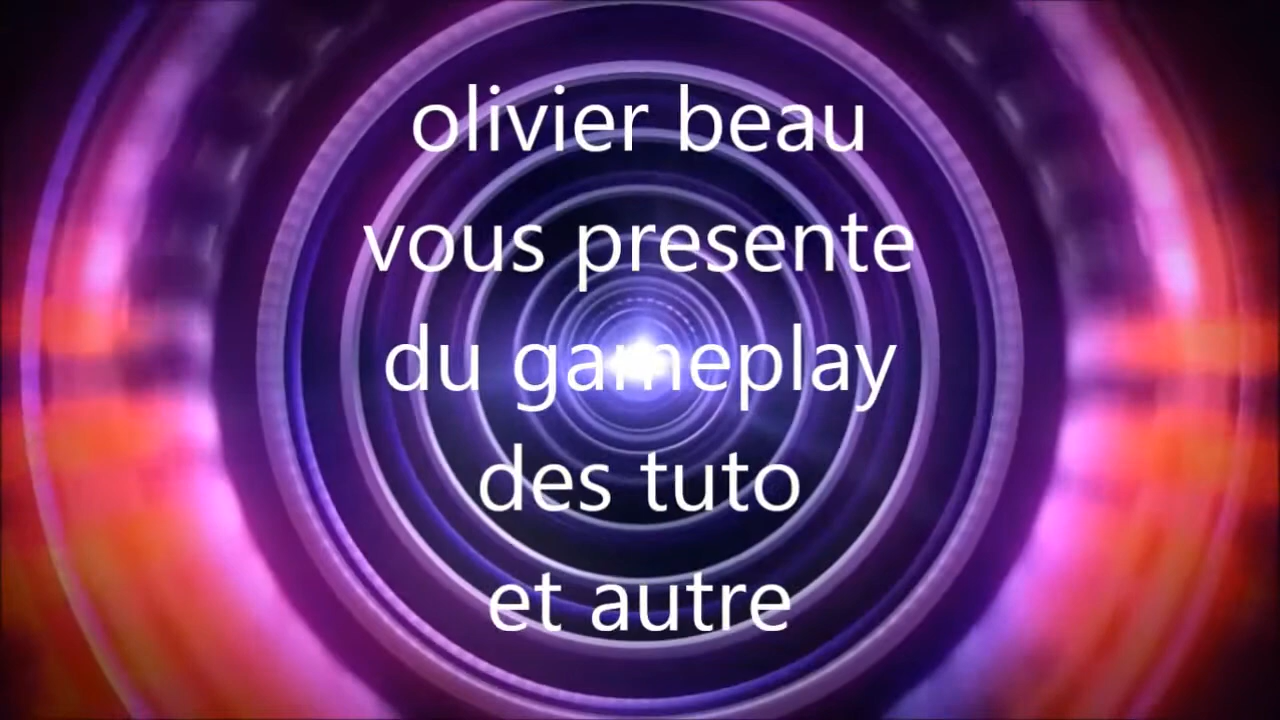 olivier beau
vous presente
du gameplay
des tuto
et autre